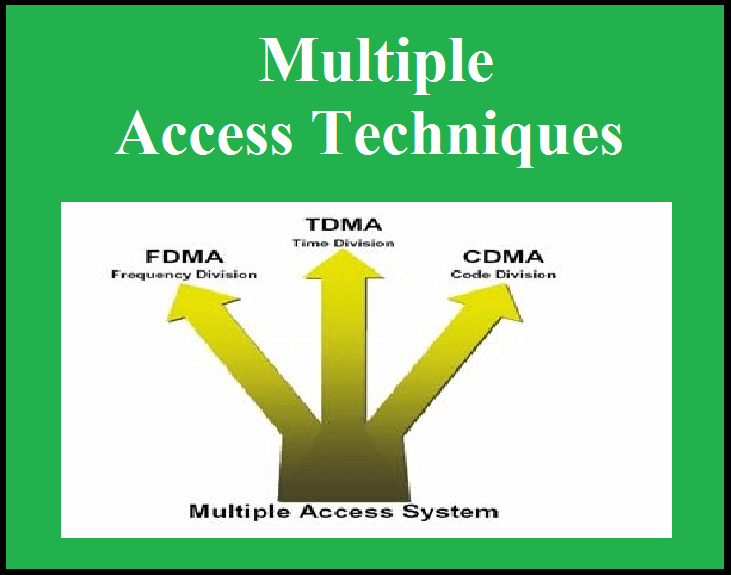 Multiple
Access Techniques
TDMA
Time Division
FDMA
Frequency Division
CDMA
Code Division
Multiple Access System